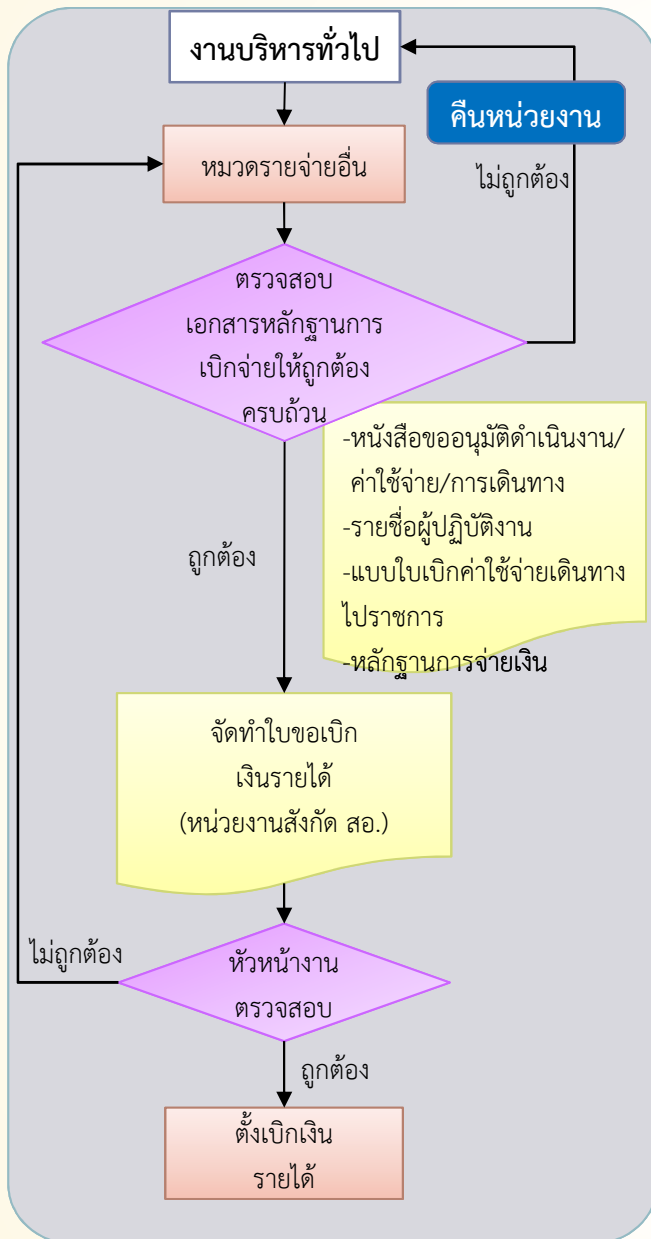 งานบริหารทั่วไป
คืนหน่วยงาน
หมวดรายจ่ายอื่น
ไม่ถูกต้อง
ตรวจสอบ
เอกสารหลักฐานการ
เบิกจ่ายให้ถูกต้อง
ครบถ้วน
-หนังสือขออนุมัติดำเนินงาน/
ค่าใช้จ่าย/การเดินทาง
-รายชื่อผู้ปฏิบัติงาน
-แบบใบเบิกค่าใช้จ่ายเดินทาง
ไปราชการ
-หลักฐานการจ่ายเงิน
ถูกต้อง
จัดทำใบขอเบิก
เงินรายได้
(หน่วยงานสังกัด สอ.)
ไม่ถูกต้อง
หัวหน้างาน
ตรวจสอบ
ถูกต้อง
ตั้งเบิกเงิน
รายได้